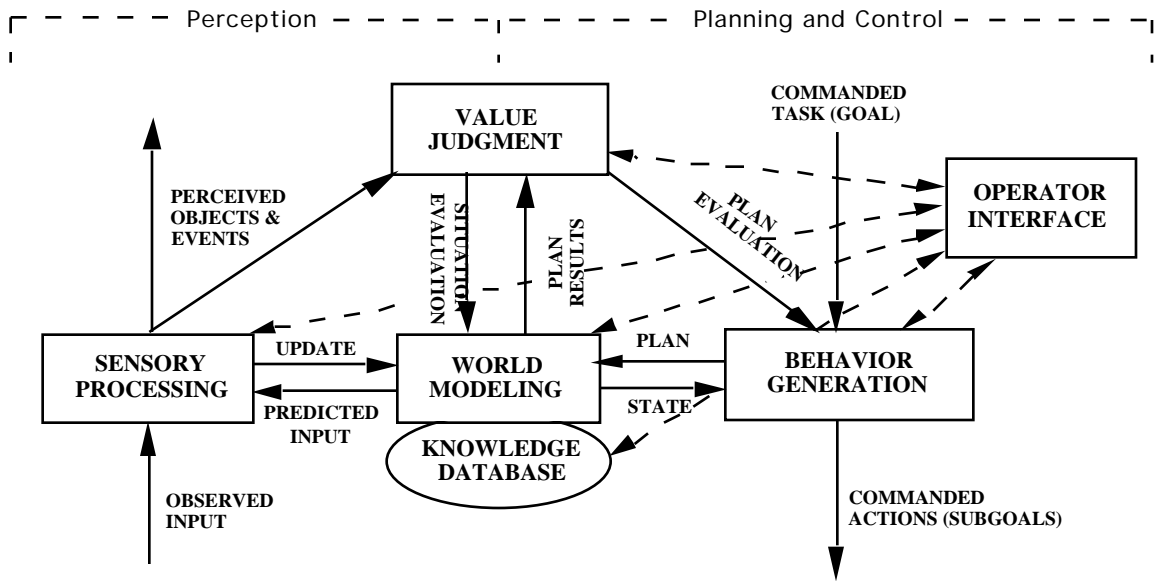 Perception
Planning and Control
VALUE
JUDGMENT
COMMANDED
TASK (GOAL)
PERCEIVED
OBJECTS &
EVENTS
SITUATION
EVALUATION
PLAN
RESULTS
PLAN
EVALUATION
OPERATOR
INTERFACE
SENSORY
PROCESSING
UPDATE
PREDICTED
INPUT
WORLD
MODELING
PLAN
STATE
BEHAVIOR
GENERATION
KNOWLEDGE
DATABASE
OBSERVED
INPUT
COMMANDED
ACTIONS (SUBGOALS)